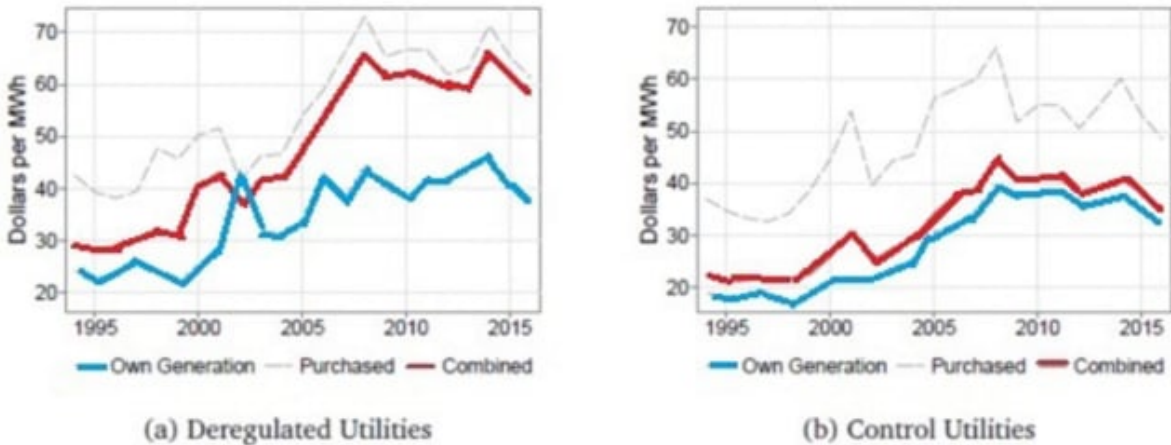 Dollars per MWh
70
60
50
40
30
20
1995 2000 2005 2010 2015
Own Generation Purchased Combined
(a) Deregulated Utilities
Dollars per MWh
70
60
50
40
30
20
1995 2000 2005 2010 2015
Own Generation Purchased Combined
(b) Control Utilities